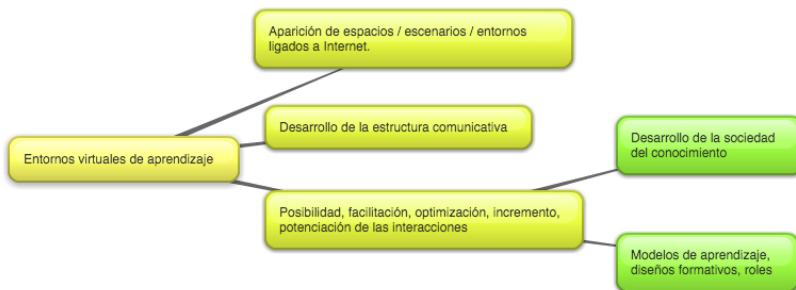 Aparición de espacios / escenarios / entornos
ligados a Internet.
Desarrollo de la estructura comunicativa
Entornos virtuales de aprendizaje
Posibilidad, facilitación, optimización, incremento,
potenciación de las interacciones
Desarrollo de la sociedad
del conocimiento
Modelos de aprendizaje,
diseños formativos, roles